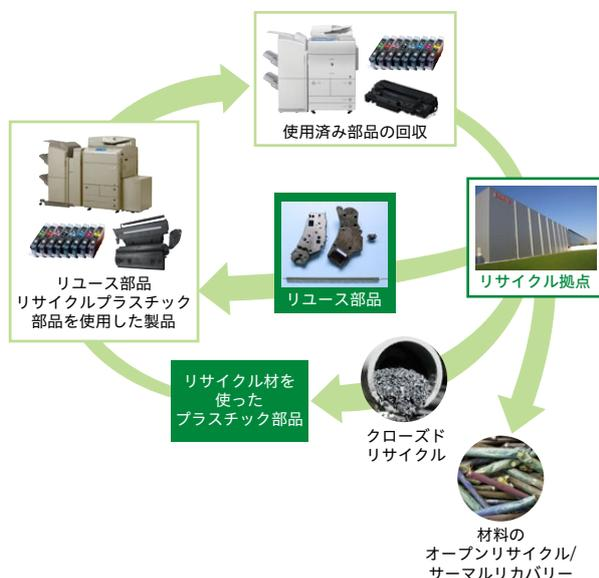 使用済み部品の回収
リユース部品
リサイクルプラスチック
部品を使用した製品
リユース部品
リサイクル拠点
リサイクル材を
使った
プラスチック部品
クローズド
リサイクル
材料の
オープンリサイクル/
サーマルリカバリー